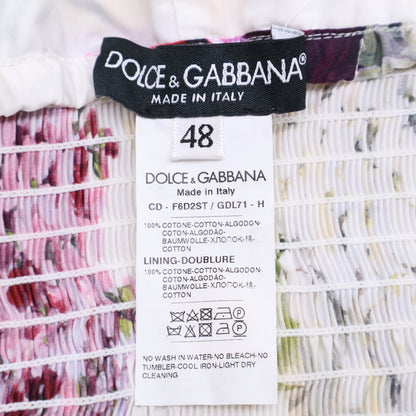 DOLCE & GABBANA®
MADE IN ITALY
48
DOLCE & GABBANA
Made in Italy
CD - F6D2ST / GDL71 - H
100% COTONE-COTTON-ALGODON-
COTON-ALGODÃO-
BAUMWOLLE-ХЛОПОК-棉-
COTTON
LINING-DOUBLURE
100% COTONE-COTTON-ALGODON-
COTON-ALGODÃO-
BAUMWOLLE-ХЛОПОК-棉-
COTTON
NO WASH IN WATER-NO BLEACH-NO
TUMBLER-COOL IRON-LIGHT DRY
CLEANING